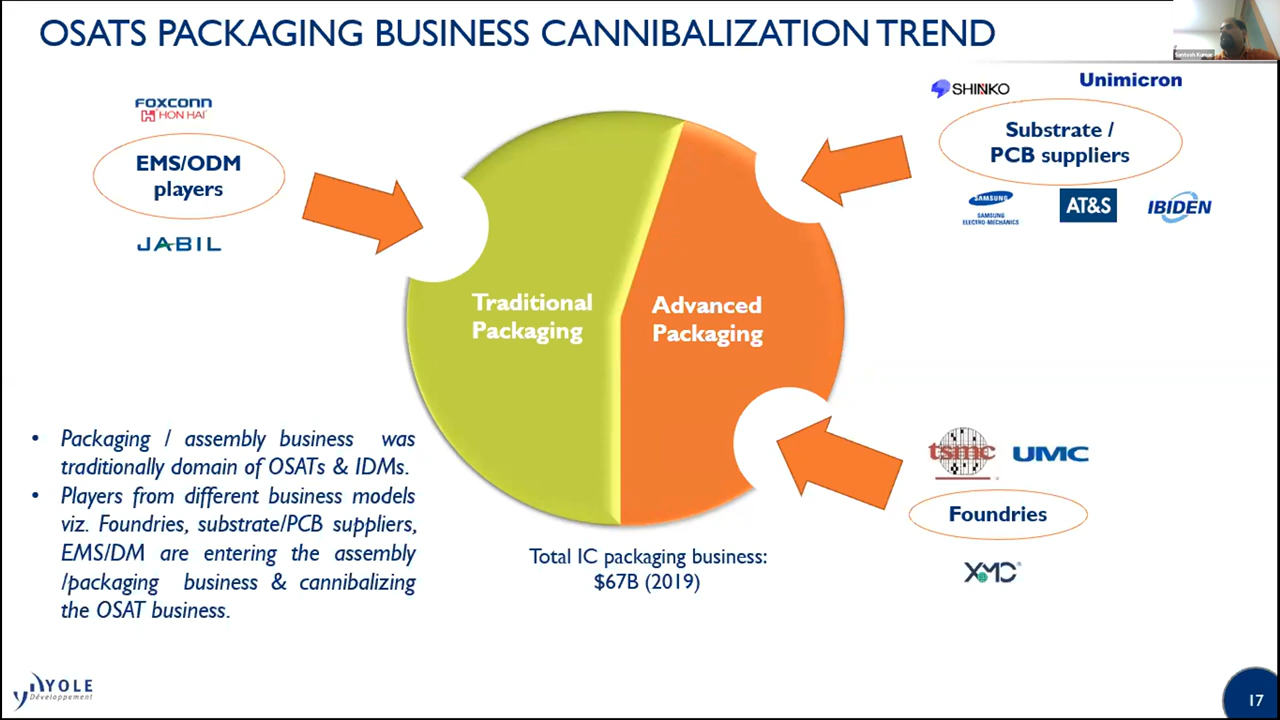 OSATS PACKAGING BUSINESS CANNIBALIZATION TREND
Santosh Kumar
FOXCONN
HON HAI
EMS/ODM
players
JABIL
SHINKO
Unimicron
Substrate /
PCB suppliers
SAMSUNG
SAMSUNG
ELECTRO-MECHANICS
AT&S
IBIDEN
Traditional
Packaging
Advanced
Packaging
• Packaging / assembly business was
traditionally domain of OSATs & IDMs.
• Players from different business models
viz. Foundries, substrate/PCB suppliers,
EMS/DM are entering the assembly
/packaging business & cannibalizing
the OSAT business.
Total IC packaging business:
$67B (2019)
tsmc
UMC
Foundries
XMC
YOLE
Développement
17